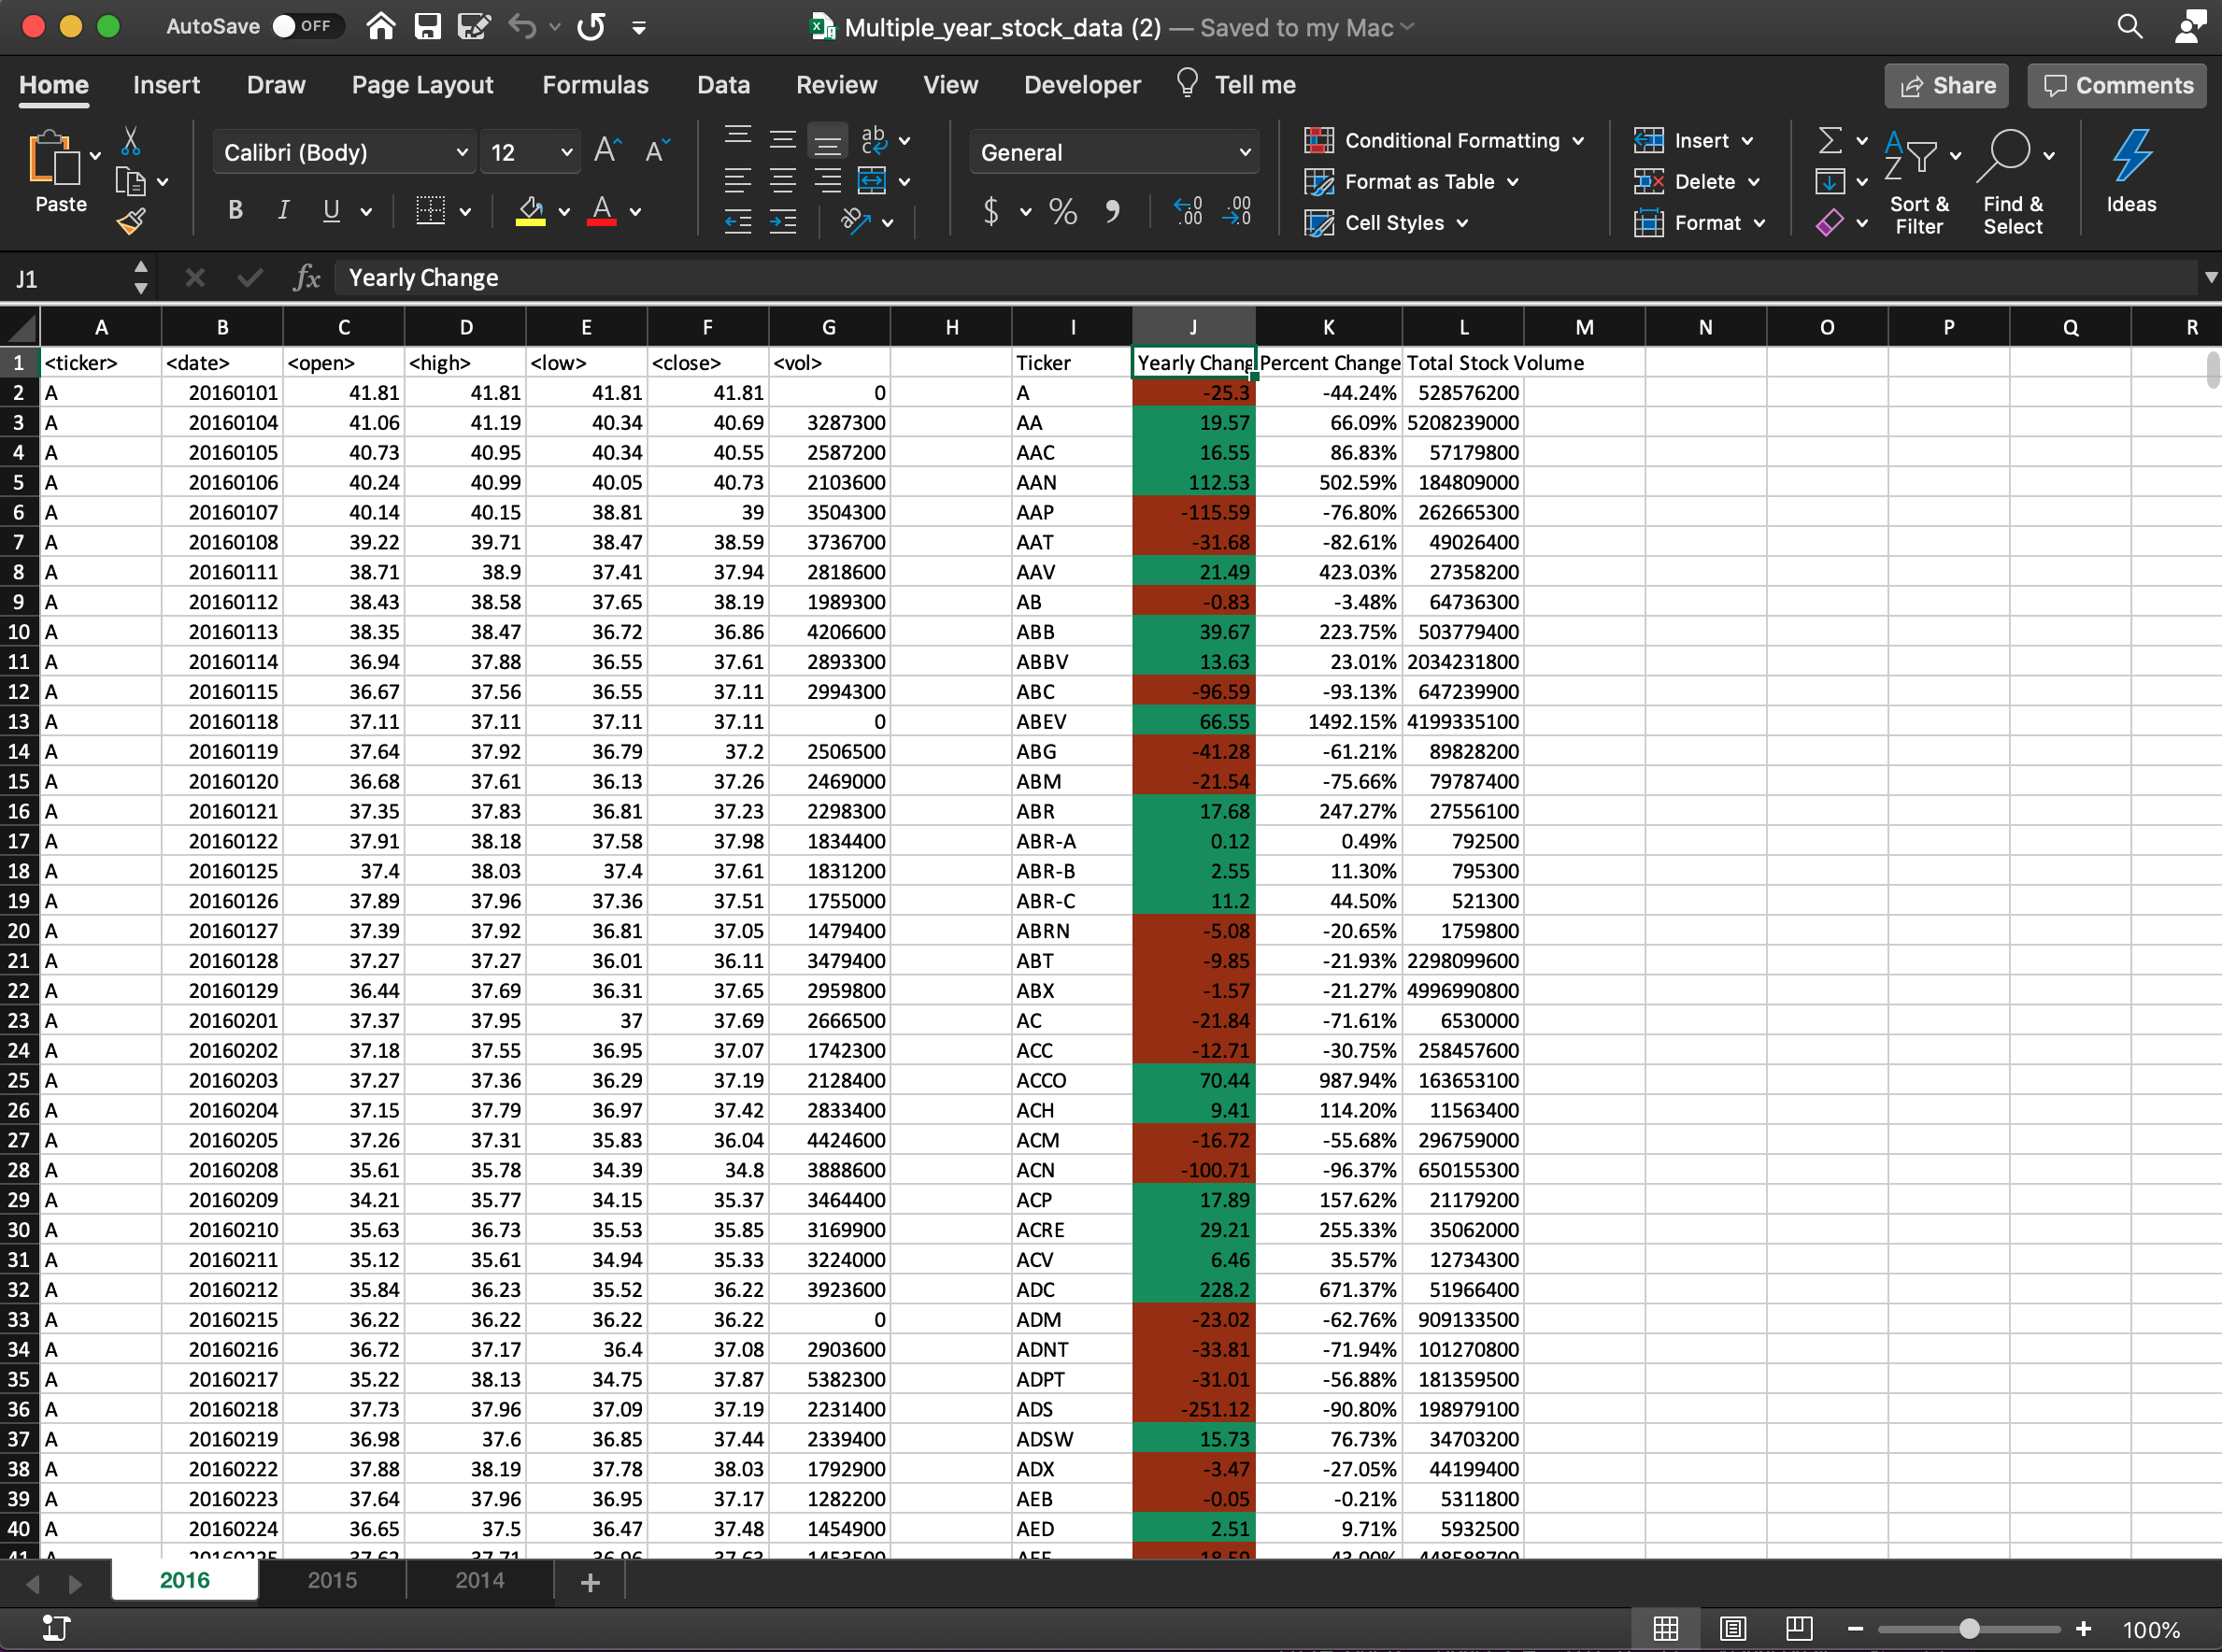 AutoSave OFF Multiple_year_stock_data (2) — Saved to my Mac
Home Insert Draw Page Layout Formulas Data Review View Developer Tell me Share Comments
Paste Calibri (Body) 12 General Conditional Formatting Format as Table Cell Styles Insert Delete Format Sort & Filter Find & Select Ideas
J1 fx Yearly Change
A B C D E F G H I J K L M N O P Q R
1 <ticker> <date> <open> <high> <low> <close> <vol> Ticker Yearly Chang Percent Change Total Stock Volume
2 A 20160101 41.81 41.81 41.81 41.81 0 A -25.3 -44.24% 528576200
3 A 20160104 41.06 41.19 40.34 40.69 3287300 AA 19.57 66.09% 5208239000
4 A 20160105 40.73 40.95 40.34 40.55 2587200 AAC 16.55 86.83% 57179800
5 A 20160106 40.24 40.99 40.05 40.73 2103600 AAN 112.53 502.59% 184809000
6 A 20160107 40.14 40.15 38.81 39 3504300 AAP -115.59 -76.80% 262665300
7 A 20160108 39.22 39.71 38.47 38.59 3736700 AAT -31.68 -82.61% 49026400
8 A 20160111 38.71 38.9 37.41 37.94 2818600 AAV 21.49 423.03% 27358200
9 A 20160112 38.43 38.58 37.65 38.19 1989300 AB -0.83 -3.48% 64736300
10 A 20160113 38.35 38.47 36.72 36.86 4206600 ABB 39.67 223.75% 503779400
11 A 20160114 36.94 37.88 36.55 37.61 2893300 ABBV 13.63 23.01% 2034231800
12 A 20160115 36.67 37.56 36.55 37.11 2994300 ABC -96.59 -93.13% 647239900
13 A 20160118 37.11 37.11 37.11 37.11 0 ABEV 66.55 1492.15% 4199335100
14 A 20160119 37.64 37.92 36.79 37.2 2506500 ABG -41.28 -61.21% 89828200
15 A 20160120 36.68 37.61 36.13 37.26 2469000 ABM -21.54 -75.66% 79787400
16 A 20160121 37.35 37.83 36.81 37.23 2298300 ABR 17.68 247.27% 27556100
17 A 20160122 37.91 38.18 37.58 37.98 1834400 ABR-A 0.12 0.49% 792500
18 A 20160125 37.4 38.03 37.4 37.61 1831200 ABR-B 2.55 11.30% 795300
19 A 20160126 37.89 37.96 37.36 37.51 1755000 ABR-C 11.2 44.50% 521300
20 A 20160127 37.39 37.92 36.81 37.05 1479400 ABRN -5.08 -20.65% 1759800
21 A 20160128 37.27 37.27 36.01 36.11 3479400 ABT -9.85 -21.93% 2298099600
22 A 20160129 36.44 37.69 36.31 37.65 2959800 ABX -1.57 -21.27% 4996990800
23 A 20160201 37.37 37.95 37 37.69 2666500 AC -21.84 -71.61% 6530000
24 A 20160202 37.18 37.55 36.95 37.07 1742300 ACC -12.71 -30.75% 258457600
25 A 20160203 37.27 37.36 36.29 37.19 2128400 ACCO 70.44 987.94% 163653100
26 A 20160204 37.15 37.79 36.97 37.42 2833400 ACH 9.41 114.20% 11563400
27 A 20160205 37.26 37.31 35.83 36.04 4424600 ACM -16.72 -55.68% 296759000
28 A 20160208 35.61 35.78 34.39 34.8 3888600 ACN -100.71 -96.37% 650155300
29 A 20160209 34.21 35.77 34.15 35.37 3464400 ACP 17.89 157.62% 21179200
30 A 20160210 35.63 36.73 35.53 35.85 3169900 ACRE 29.21 255.33% 35062000
31 A 20160211 35.12 35.61 34.94 35.33 3224000 ACV 6.46 35.57% 12734300
32 A 20160212 35.84 36.23 35.52 36.22 3923600 ADC 228.2 671.37% 51966400
33 A 20160215 36.22 36.22 36.22 36.22 0 ADM -23.02 -62.76% 909133500
34 A 20160216 36.72 37.17 36.4 37.08 2903600 ADNT -33.81 -71.94% 101270800
35 A 20160217 35.22 38.13 34.75 37.87 5382300 ADPT -31.01 -56.88% 181359500
36 A 20160218 37.73 37.96 37.09 37.19 2231400 ADS -251.12 -90.80% 198979100
37 A 20160219 36.98 37.6 36.85 37.44 2339400 ADSW 15.73 76.73% 34703200
38 A 20160222 37.88 38.19 37.78 38.03 1792900 ADX -3.47 -27.05% 44199400
39 A 20160223 37.64 37.96 36.95 37.17 1282200 AEB -0.05 -0.21% 5311800
40 A 20160224 36.65 37.5 36.47 37.48 1454900 AED 2.51 9.71% 5932500
2016 2015 2014
100%